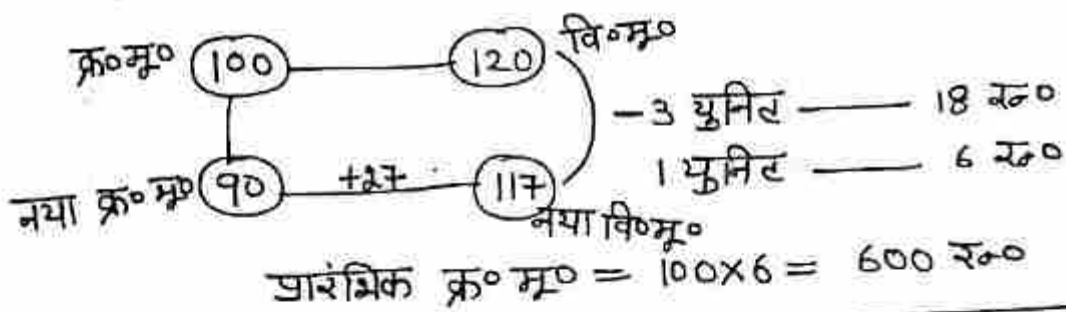 क्र०मू० 100 120 वि०मू०
-3 युनिट 18 रु०
1 युनिट 6 रु०
नया क्र०मू० 90 +27 117
नया वि०मू०
प्रारंभिक क्र० मू० = 100×6 = 600 रु०